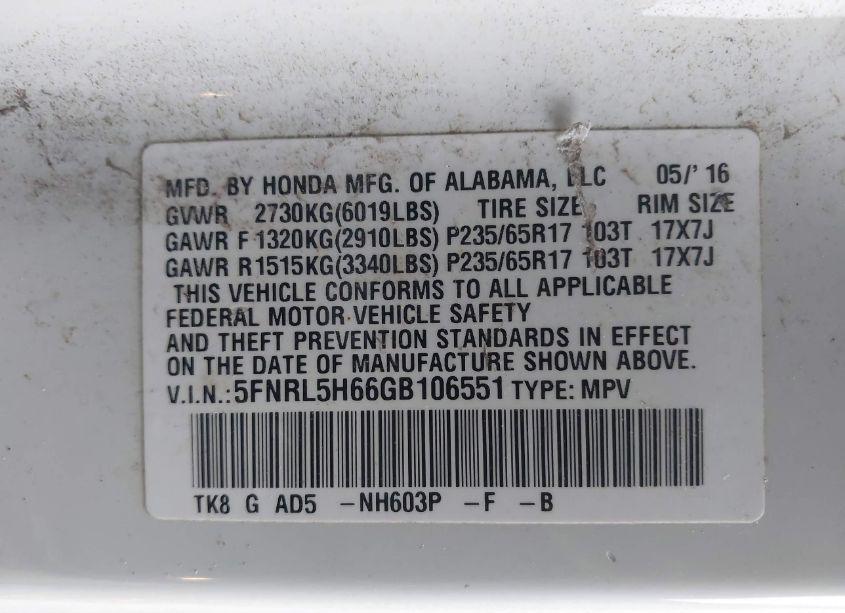 MFD. BY HONDA MFG. OF ALABAMA, LLC 05/'16
GVWR 2730KG(6019LBS) TIRE SIZE RIM SIZE
GAWR F1320KG(2910LBS) P235/65R17 103T 17X7J
GAWR R1515KG(3340LBS) P235/65R17 103T 17X7J
THIS VEHICLE CONFORMS TO ALL APPLICABLE
FEDERAL MOTOR VEHICLE SAFETY
AND THEFT PREVENTION STANDARDS IN EFFECT
ON THE DATE OF MANUFACTURE SHOWN ABOVE.
V.I.N.:5FNRL5H66GB106551 TYPE: MPV
TK8 G AD5 -NH603P -F -B